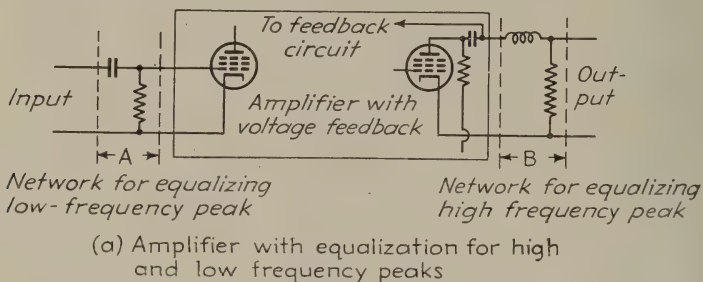 To feedback
circuit
Input
Amplifier with
voltage feedback
Out-
put
A
B
Network for equalizing
low-frequency peak
Network for equalizing
high frequency peak
(a) Amplifier with equalization for high
and low frequency peaks